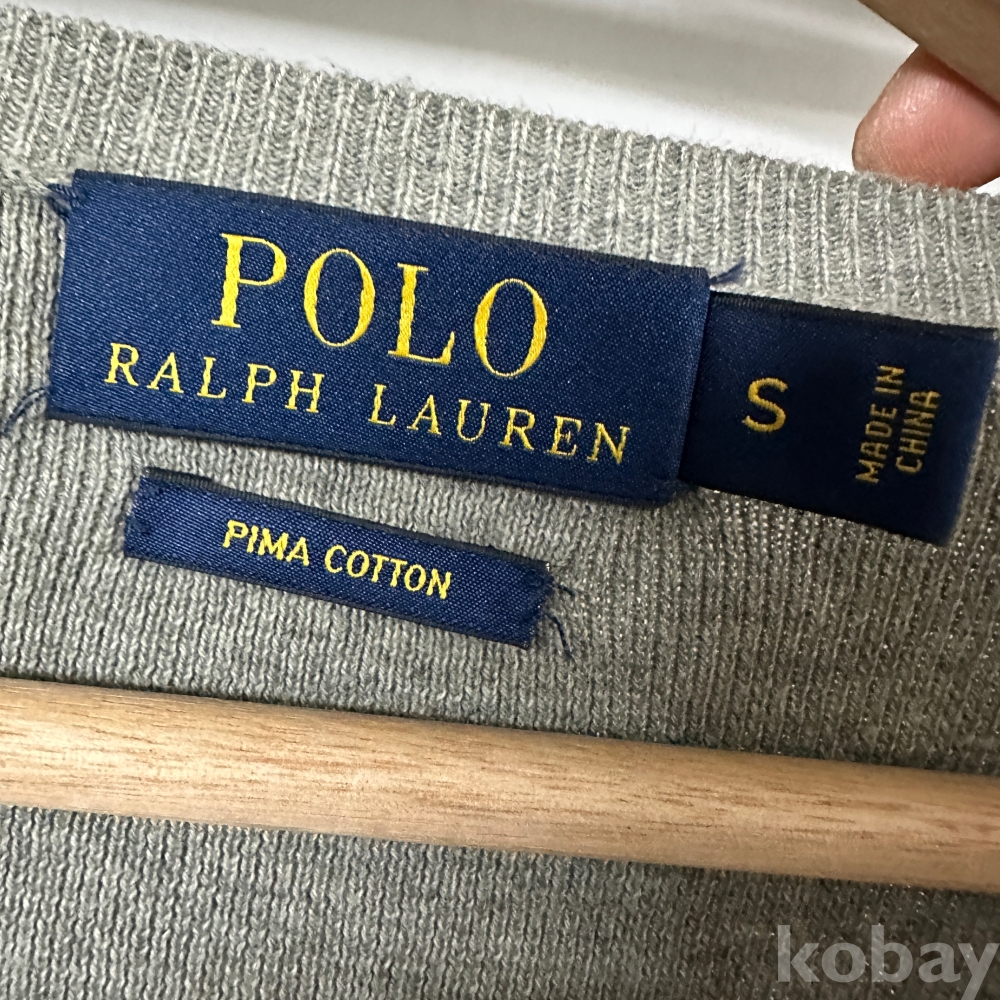 POLO
RALPH LAUREN
S
MADE IN
CHINA
PIMA COTTON
kobay